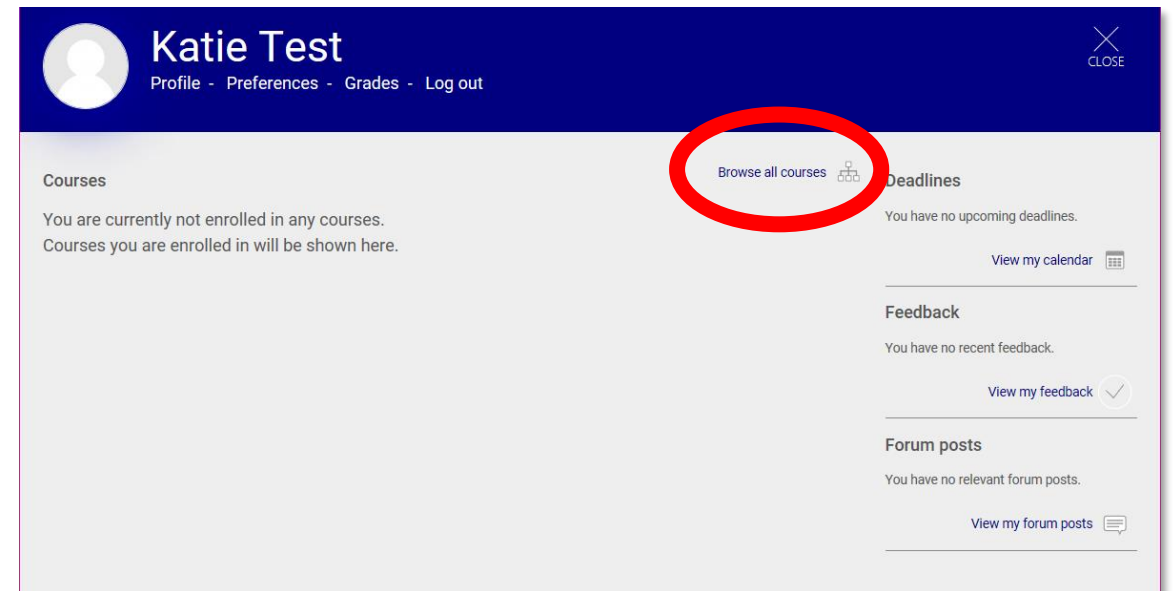 Katie Test
Profile - Preferences - Grades - Log out
CLOSE
Courses
Browse all courses
You are currently not enrolled in any courses.
Courses you are enrolled in will be shown here.
Deadlines
You have no upcoming deadlines.
View my calendar
Feedback
You have no recent feedback.
View my feedback
Forum posts
You have no relevant forum posts.
View my forum posts